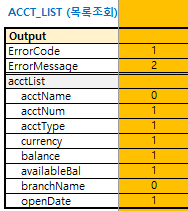 ACCT_LIST (목록조회)
Output
ErrorCode 1
ErrorMessage 2
acctList
acctName 0
acctNum 1
acctType 1
currency 1
balance 1
availableBal 1
branchName 0
openDate 1